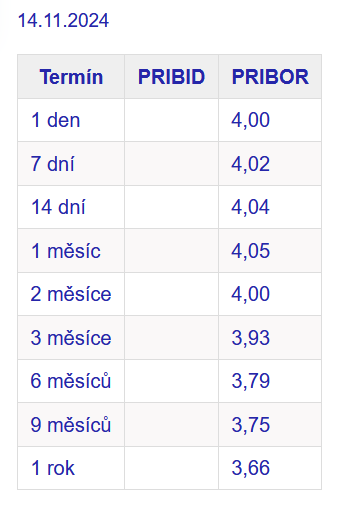 14.11.2024
Termín PRIBID PRIBOR
1 den 4,00
7 dní 4,02
14 dní 4,04
1 měsíc 4,05
2 měsíce 4,00
3 měsíce 3,93
6 měsíců 3,79
9 měsíců 3,75
1 rok 3,66